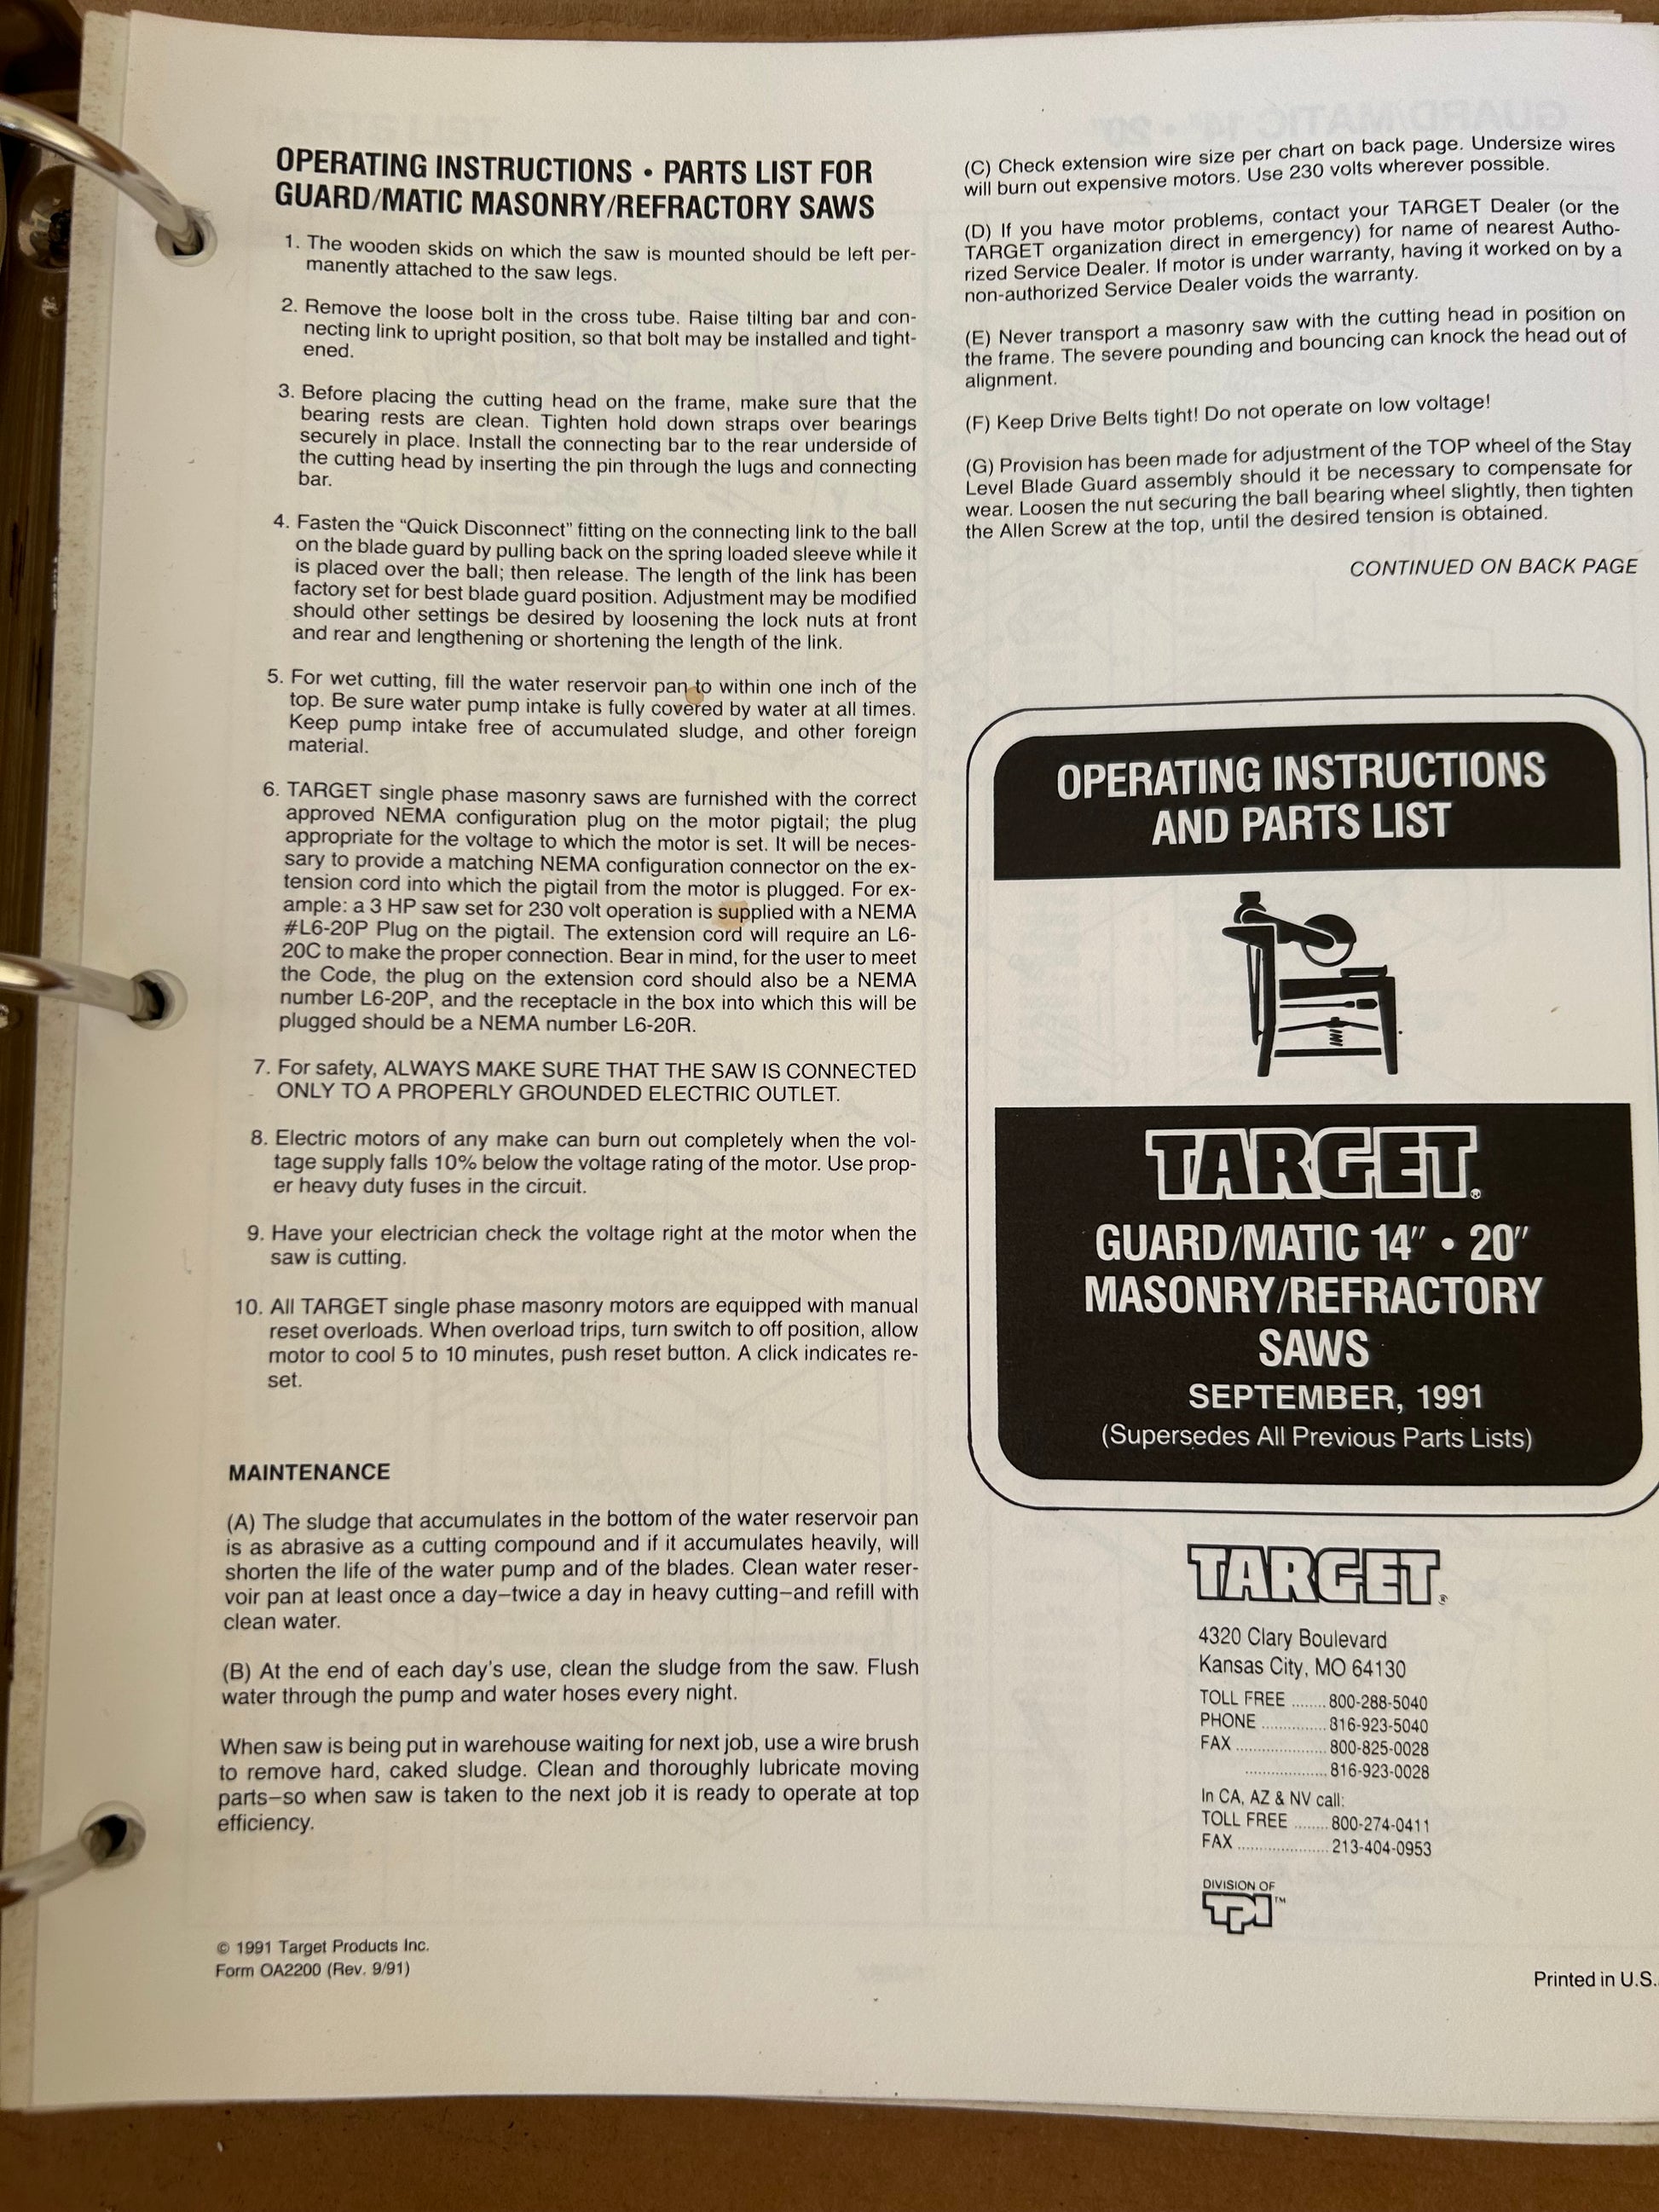 OPERATING INSTRUCTIONS • PARTS LIST FOR
GUARD/MATIC MASONRY/REFRACTORY SAWS
1. The wooden skids on which the saw is mounted should be left per-
manently attached to the saw legs.
2. Remove the loose bolt in the cross tube. Raise tilting bar and con-
necting link to upright position, so that bolt may be installed and tight-
ened.
3. Before placing the cutting head on the frame, make sure that the
bearing rests are clean. Tighten hold down straps over bearings
securely in place. Install the connecting bar to the rear underside of
the cutting head by inserting the pin through the lugs and connecting
bar.
4. Fasten the “Quick Disconnect” fitting on the connecting link to the ball
on the blade guard by pulling back on the spring loaded sleeve while it
is placed over the ball; then release. The length of the link has been
factory set for best blade guard position. Adjustment may be modified
should other settings be desired by loosening the lock nuts at front
and rear and lengthening or shortening the length of the link.
5. For wet cutting, fill the water reservoir pan to within one inch of the
top. Be sure water pump intake is fully covered by water at all times.
Keep pump intake free of accumulated sludge, and other foreign
material.
6. TARGET single phase masonry saws are furnished with the correct
approved NEMA configuration plug on the motor pigtail; the plug
appropriate for the voltage to which the motor is set. It will be neces-
sary to provide a matching NEMA configuration connector on the ex-
tension cord into which the pigtail from the motor is plugged. For ex-
ample: a 3 HP saw set for 230 volt operation is supplied with a NEMA
#L6-20P Plug on the pigtail. The extension cord will require an L6-
20C to make the proper connection. Bear in mind, for the user to meet
the Code, the plug on the extension cord should also be a NEMA
number L6-20P, and the receptacle in the box into which this will be
plugged should be a NEMA number L6-20R.
7. For safety, ALWAYS MAKE SURE THAT THE SAW IS CONNECTED
ONLY TO A PROPERLY GROUNDED ELECTRIC OUTLET.
8. Electric motors of any make can burn out completely when the vol-
tage supply falls 10% below the voltage rating of the motor. Use prop-
er heavy duty fuses in the circuit.
9. Have your electrician check the voltage right at the motor when the
saw is cutting.
10. All TARGET single phase masonry motors are equipped with manual
reset overloads. When overload trips, turn switch to off position, allow
motor to cool 5 to 10 minutes, push reset button. A click indicates re-
set.
MAINTENANCE
(A) The sludge that accumulates in the bottom of the water reservoir pan
is as abrasive as a cutting compound and if it accumulates heavily, will
shorten the life of the water pump and of the blades. Clean water reser-
voir pan at least once a day–twice a day in heavy cutting–and refill with
clean water.
(B) At the end of each day's use, clean the sludge from the saw. Flush
water through the pump and water hoses every night.
When saw is being put in warehouse waiting for next job, use a wire brush
to remove hard, caked sludge. Clean and thoroughly lubricate moving
parts–so when saw is taken to the next job it is ready to operate at top
efficiency.
© 1991 Target Products Inc.
Form OA2200 (Rev. 9/91)
(C) Check extension wire size per chart on back page. Undersize wires
will burn out expensive motors. Use 230 volts wherever possible.
(D) If you have motor problems, contact your TARGET Dealer (or the
TARGET organization direct in emergency) for name of nearest Autho-
rized Service Dealer. If motor is under warranty, having it worked on by a
non-authorized Service Dealer voids the warranty.
(E) Never transport a masonry saw with the cutting head in position on
the frame. The severe pounding and bouncing can knock the head out of
alignment.
(F) Keep Drive Belts tight! Do not operate on low voltage!
(G) Provision has been made for adjustment of the TOP wheel of the Stay
Level Blade Guard assembly should it be necessary to compensate for
wear. Loosen the nut securing the ball bearing wheel slightly, then tighten
the Allen Screw at the top, until the desired tension is obtained.
CONTINUED ON BACK PAGE
OPERATING INSTRUCTIONS
AND PARTS LIST
TARGET®
GUARD/MATIC 14″ • 20″
MASONRY/REFRACTORY
SAWS
SEPTEMBER, 1991
(Supersedes All Previous Parts Lists)
TARGET®
4320 Clary Boulevard
Kansas City, MO 64130
TOLL FREE ........ 800-288-5040
PHONE ............... 816-923-5040
FAX ..................... 800-825-0028
................... 816-923-0028
In CA, AZ & NV call:
TOLL FREE ........ 800-274-0411
FAX ..................... 213-404-0953
DIVISION OF
TPI™
Printed in U.S.